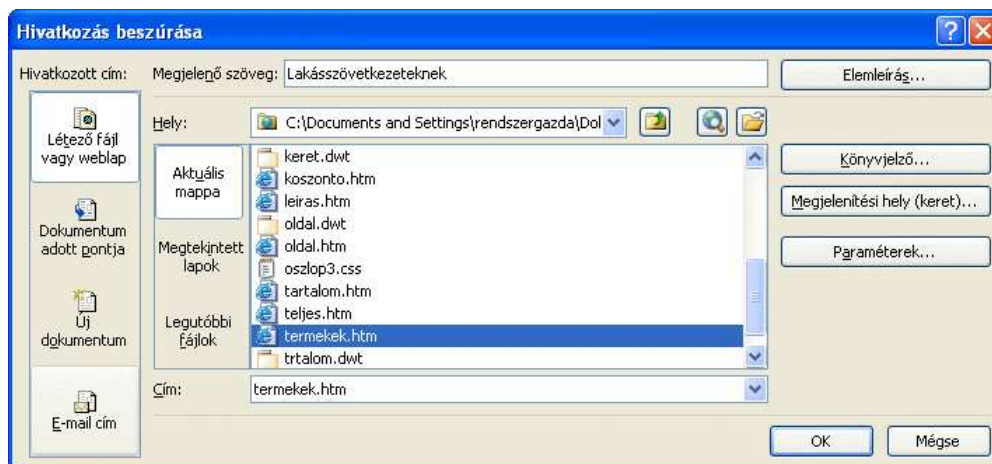 Hivatkozás beszúrása
Hivatkozott cím:
Megjelenő szöveg: Lakásszövetkezeteknek
Elemleírás...
Létező fájl
vagy weblap
Dokumentum
adott pontja
Új
dokumentum
E-mail cím
Hely: C:\Documents and Settings\rendszergazda\Dol
Aktuális
mappa
Megtekintett
lapok
Legutóbbi
fájlok
keret.dwt
koszonto.htm
leiras.htm
oldal.dwt
oldal.htm
oszlop3.css
tartalom.htm
teljes.htm
termekek.htm
trtalom.dwt
Cím: termekek.htm
Könyvjelző...
Megjelenítési hely (keret)...
Paraméterek...
OK
Mégse